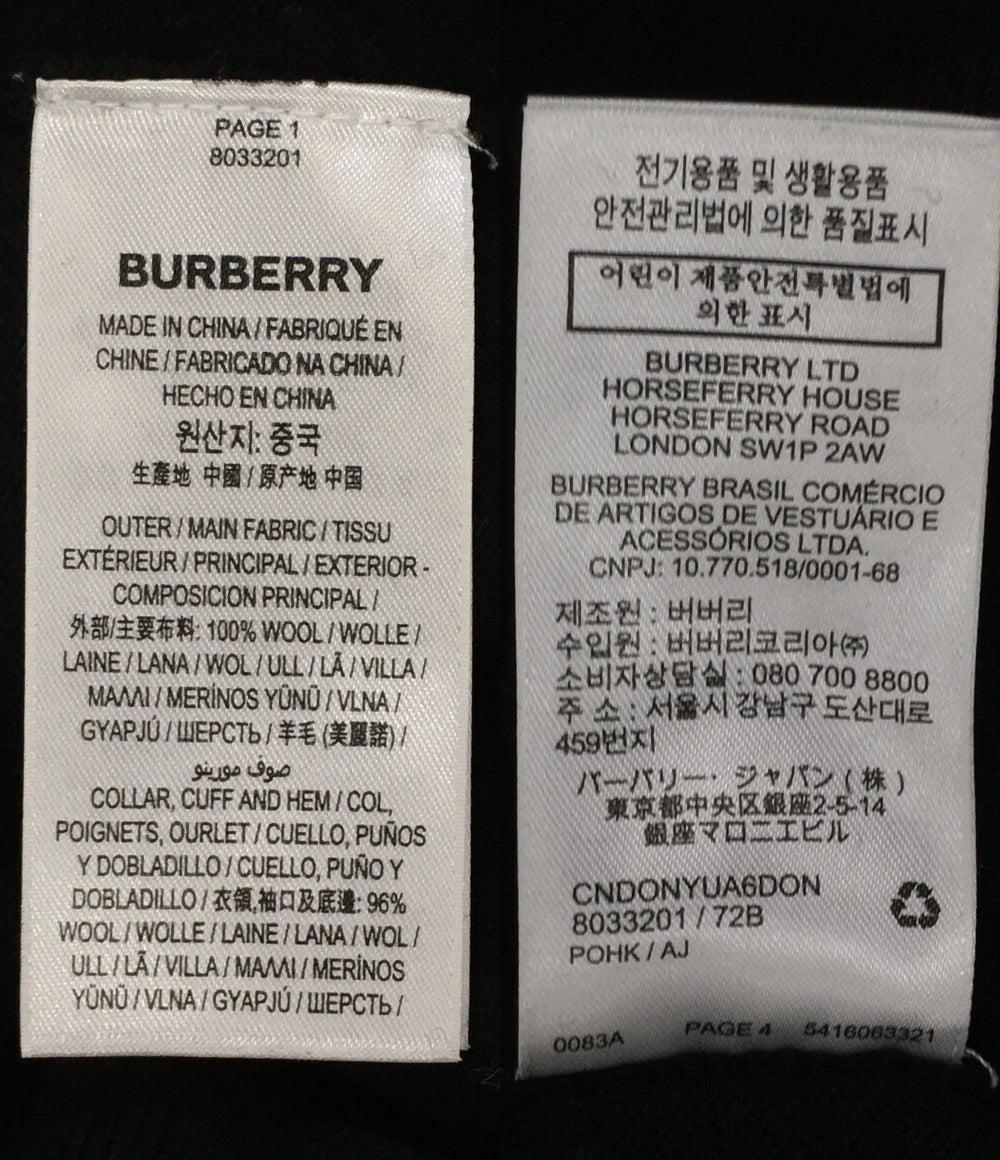 PAGE 1
8033201
BURBERRY
MADE IN CHINA / FABRIQUÉ EN
CHINE / FABRICADO NA CHINA /
HECHO EN CHINA
원산지: 중국
生產地 中國 / 原产地 中国
OUTER / MAIN FABRIC / TISSU
EXTÉRIEUR / PRINCIPAL / EXTERIOR -
COMPOSICION PRINCIPAL /
外部/主要布料: 100% WOOL / WOLLE /
LAINE / LANA / WOL / ULL / LÃ / VILLA /
ΜΑΛΛΙ / MERİNOS YÜNÜ / VLNA /
GYAPJÚ / ШЕРСТЬ / 羊毛 (美麗諾) /
صوف مورينو
COLLAR, CUFF AND HEM / COL,
POIGNETS, OURLET / CUELLO, PUÑOS
Y DOBLADILLO / CUELLO, PUÑO Y
DOBLADILLO / 衣領,袖口及底邊: 96%
WOOL / WOLLE / LAINE / LANA / WOL /
ULL / LÃ / VILLA / ΜΑΛΛΙ / MERİNOS
YÜNÜ / VLNA / GYAPJÚ / ШЕРСТЬ /
전기용품 및 생활용품
안전관리법에 의한 품질표시
어린이 제품안전특별법에
의한 표시
BURBERRY LTD
HORSEFERRY HOUSE
HORSEFERRY ROAD
LONDON SW1P 2AW
BURBERRY BRASIL COMÉRCIO
DE ARTIGOS DE VESTUÁRIO E
ACESSÓRIOS LTDA.
CNPJ: 10.770.518/0001-68
제조원 : 버버리
수입원 : 버버리코리아㈜
소비자상담실 : 080 700 8800
주 소 : 서울시 강남구 도산대로
459번지
バーバリー・ジャパン ( 株 )
東京都中央区銀座2-5-14
銀座マロニエビル
CNDONYUA6DON
8033201 / 72B
POHK / AJ
0083A PAGE 4 5416063321